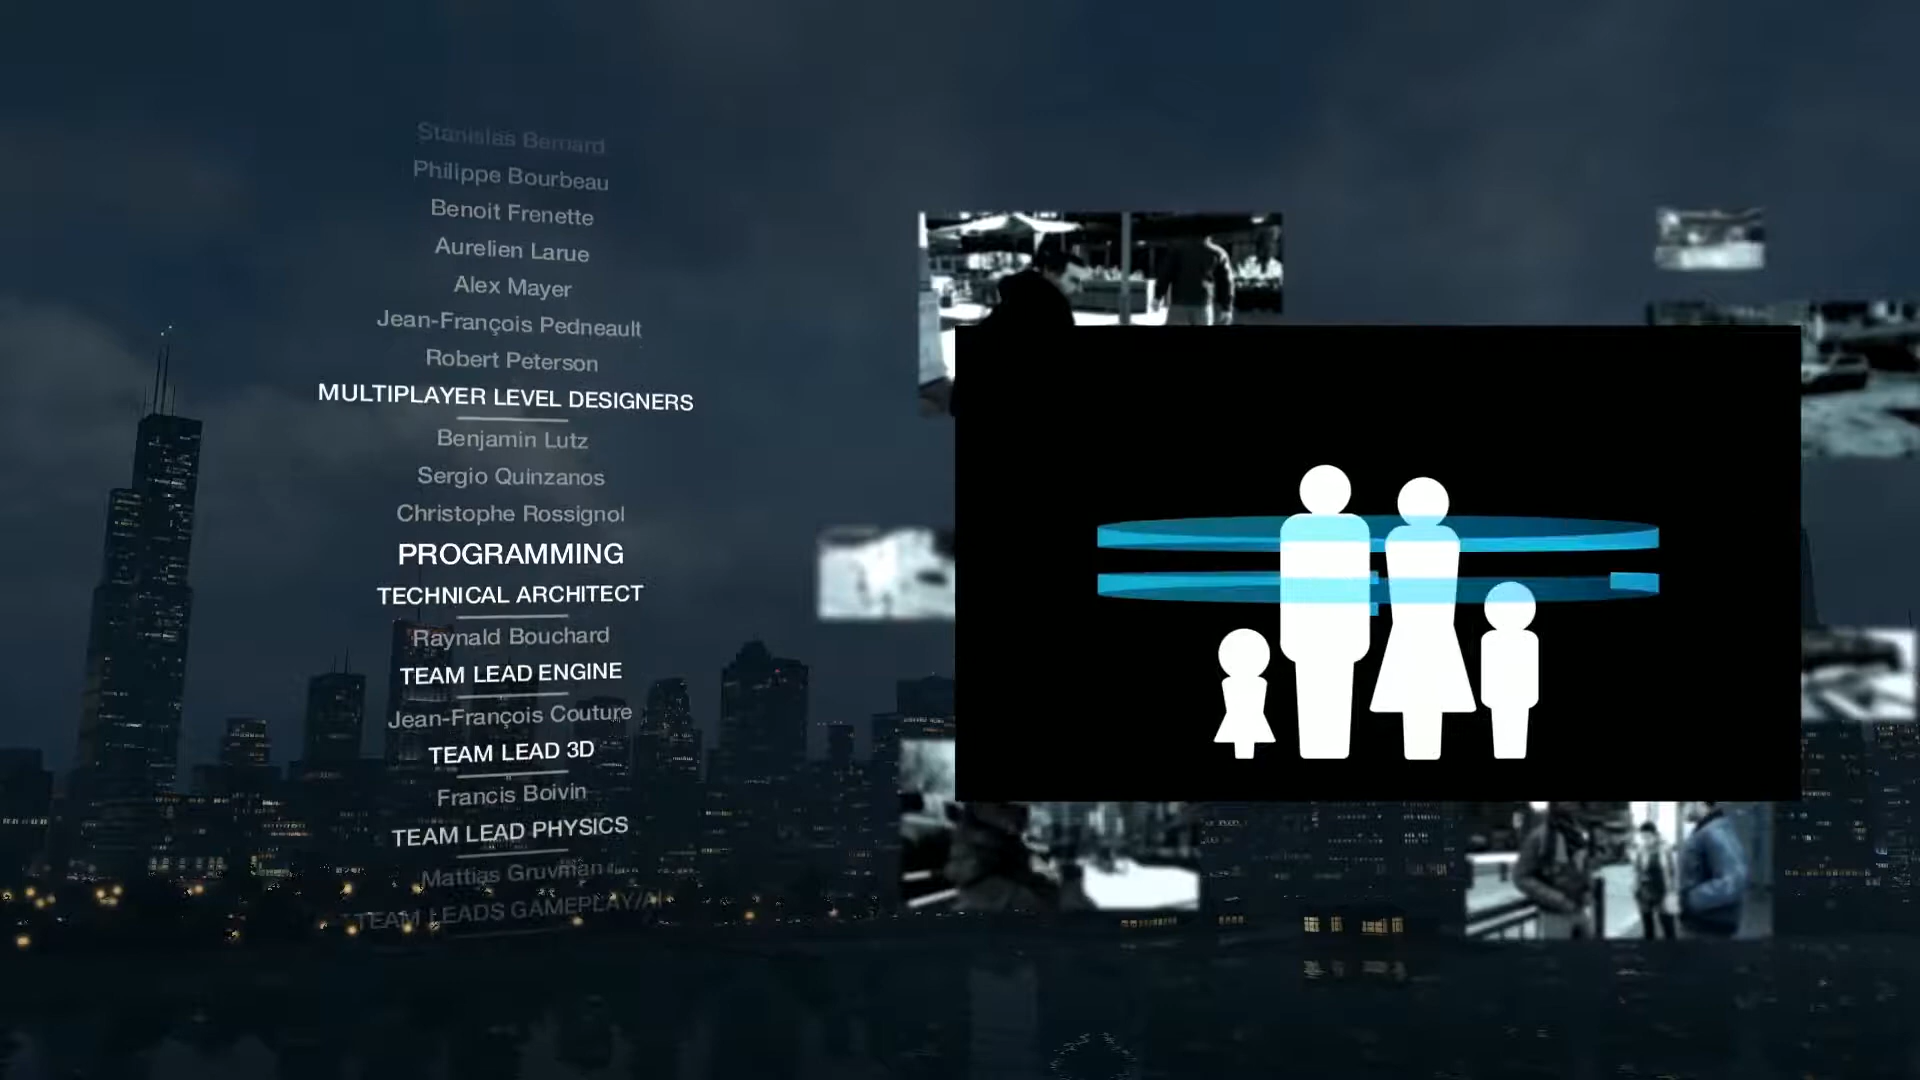 Stanislas Bernard
Philippe Bourbeau
Benoit Frenette
Aurelien Larue
Alex Mayer
Jean-François Pedneault
Robert Peterson
MULTIPLAYER LEVEL DESIGNERS
Benjamin Lutz
Sergio Quinzanos
Christophe Rossignol
PROGRAMMING
TECHNICAL ARCHITECT
Raynald Bouchard
TEAM LEAD ENGINE
Jean-François Couture
TEAM LEAD 3D
Francis Boivin
TEAM LEAD PHYSICS
Mattias Gruvman
TEAM LEADS GAMEPLAY/AI